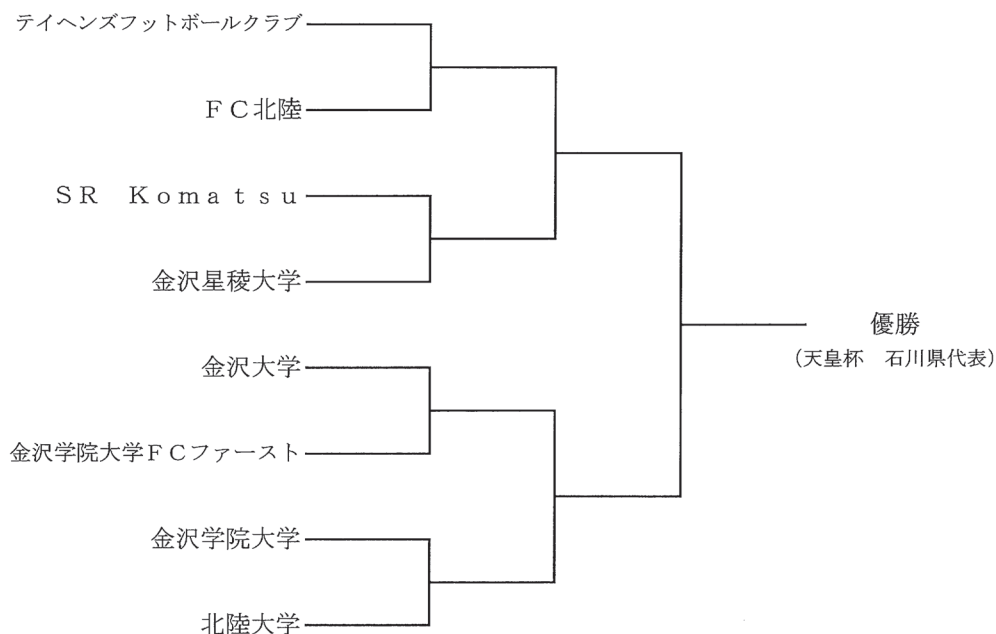 テイヘンズフットボールクラブ
ＦＣ北陸
ＳＲ　Ｋｏｍａｔｓｕ
金沢星稜大学
金沢大学
金沢学院大学ＦＣファースト
金沢学院大学
北陸大学
優勝
（天皇杯　石川県代表）